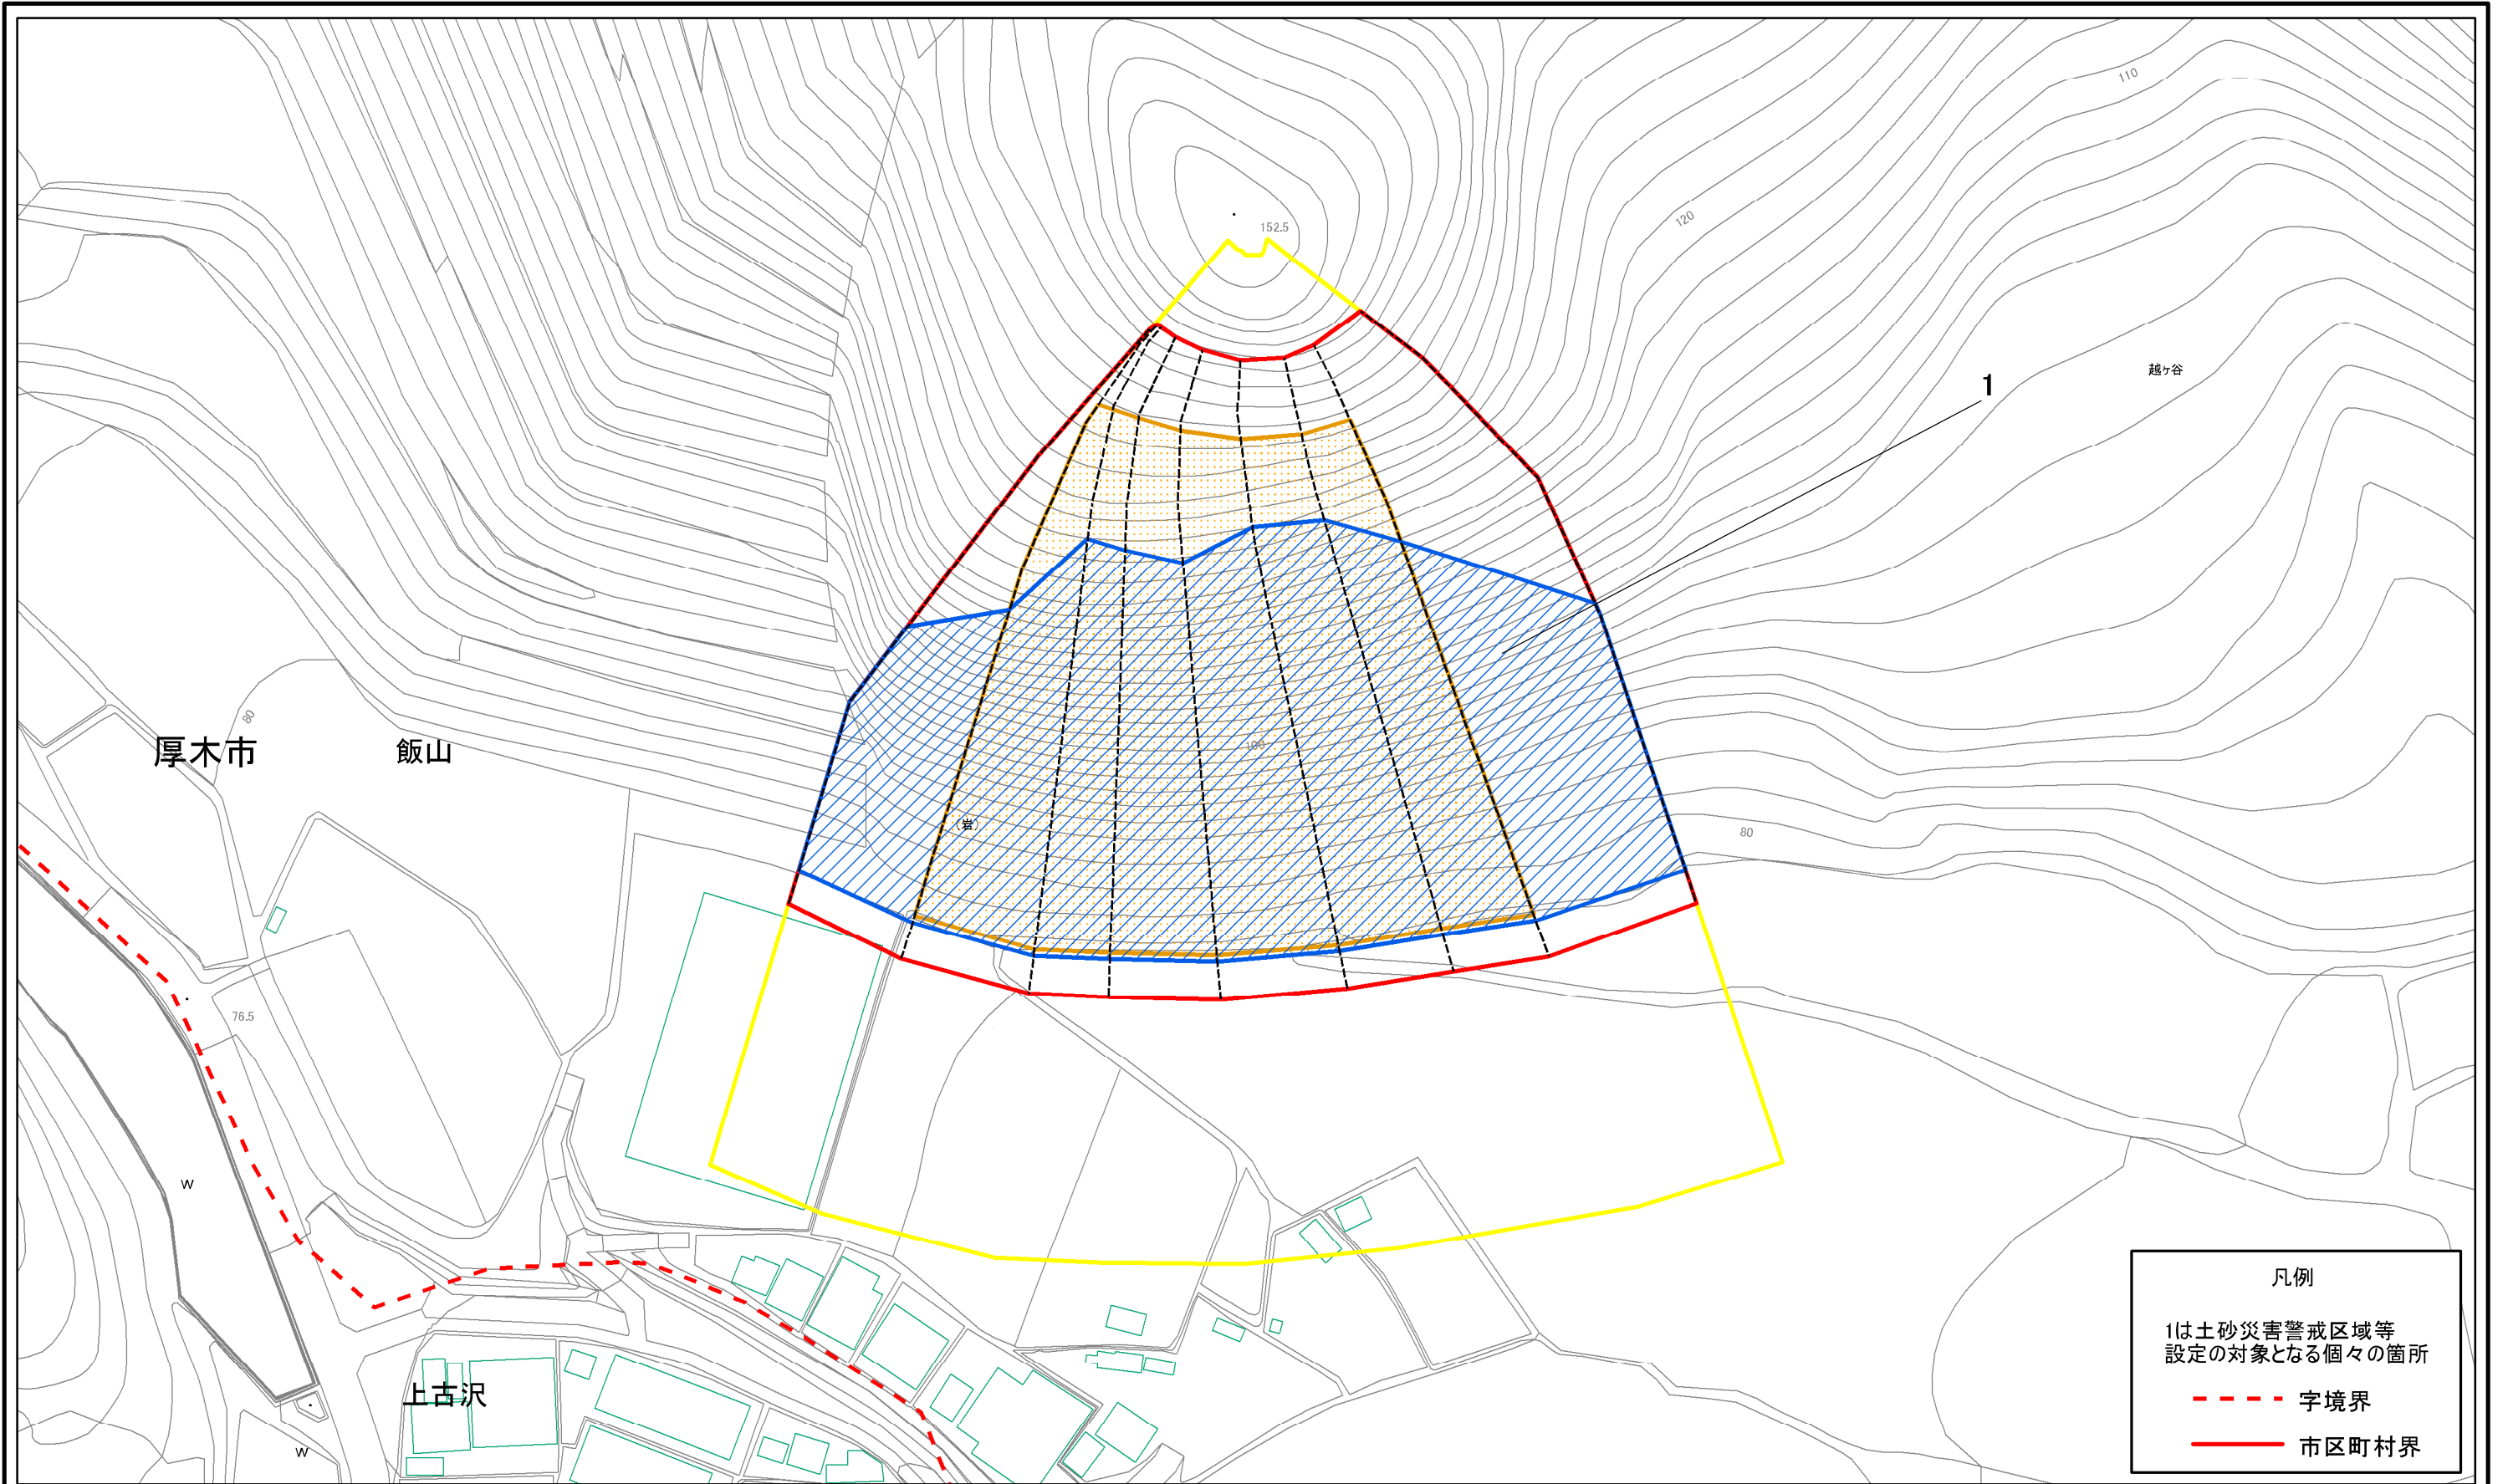 110
120
152.5
越ヶ谷
1
80
厚木市
飯山
100
(岩)
80
76.5
W
上古沢
W
凡例
1は土砂災害警戒区域等
設定の対象となる個々の箇所
字境界
市区町村界